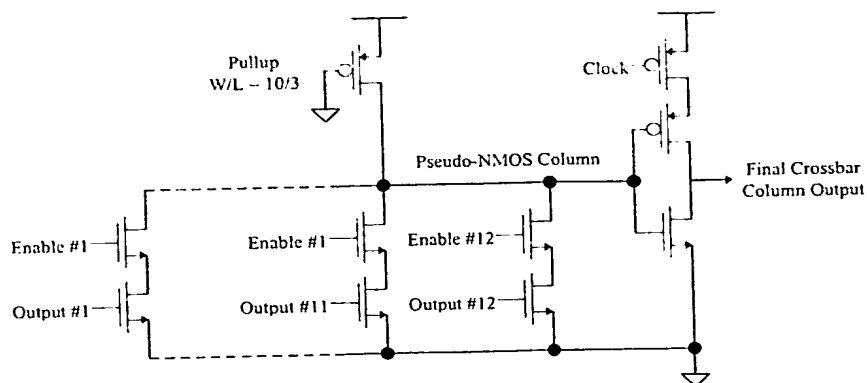 Pullup
W/L – 10/3
Clock
Pseudo-NMOS Column
Final Crossbar
Column Output
Enable #1
Enable #1
Enable #12
Output #1
Output #11
Output #12